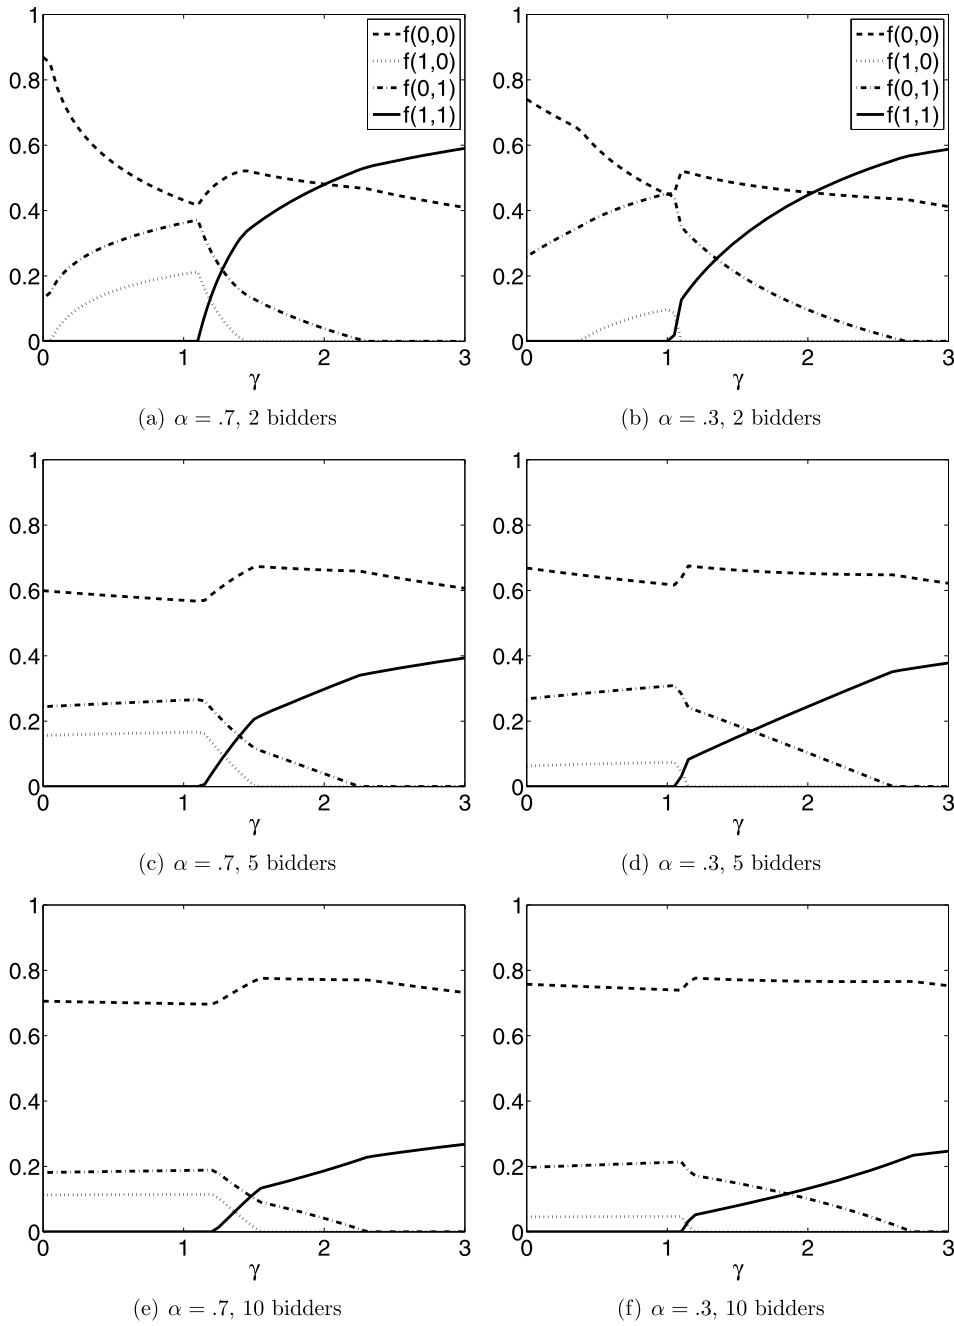 1
0.8
0.6
0.4
0.2
0
0 1 2 3
γ
f(0,0)
f(1,0)
f(0,1)
f(1,1)
(a) α = .7, 2 bidders
1
0.8
0.6
0.4
0.2
0
0 1 2 3
γ
f(0,0)
f(1,0)
f(0,1)
f(1,1)
(b) α = .3, 2 bidders
1
0.8
0.6
0.4
0.2
0
0 1 2 3
γ
(c) α = .7, 5 bidders
1
0.8
0.6
0.4
0.2
0
0 1 2 3
γ
(d) α = .3, 5 bidders
1
0.8
0.6
0.4
0.2
0
0 1 2 3
γ
(e) α = .7, 10 bidders
1
0.8
0.6
0.4
0.2
0
0 1 2 3
γ
(f) α = .3, 10 bidders